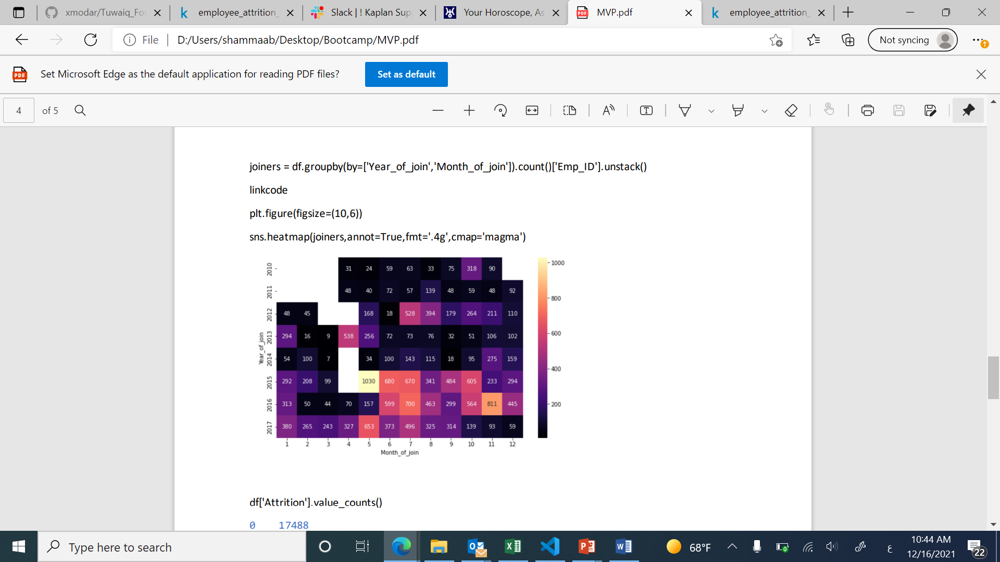 xmodar/Tuwaiq_Fou
employee_attrition_
Slack | ! Kaplan Sup
Your Horoscope, As
MVP.pdf
employee_attrition_
File
D:/Users/shammaab/Desktop/Bootcamp/MVP.pdf
Not syncing
PDF
Set Microsoft Edge as the default application for reading PDF files?
Set as default
4 of 5
joiners = df.groupby(by=['Year_of_join','Month_of_join']).count()['Emp_ID'].unstack()
linkcode
plt.figure(figsize=(10,6))
sns.heatmap(joiners,annot=True,fmt='.4g',cmap='magma')
Year_of_join
2010 31 24 59 63 33 75 318 90
2011 48 40 72 57 139 48 59 48 92
2012 48 45 168 18 528 394 179 264 211 110
2013 294 16 9 538 256 72 73 76 32 51 106 102
2014 54 100 7 34 100 143 115 18 95 275 159
2015 292 208 99 1030 680 670 341 484 605 233 294
2016 313 50 44 70 157 599 700 463 299 564 811 445
2017 380 265 243 327 653 373 496 325 314 139 93 59
1 2 3 4 5 6 7 8 9 10 11 12
Month_of_join
1000
800
600
400
200
df['Attrition'].value_counts()
0 17488
Type here to search
68°F
ع
10:44 AM
12/16/2021
22